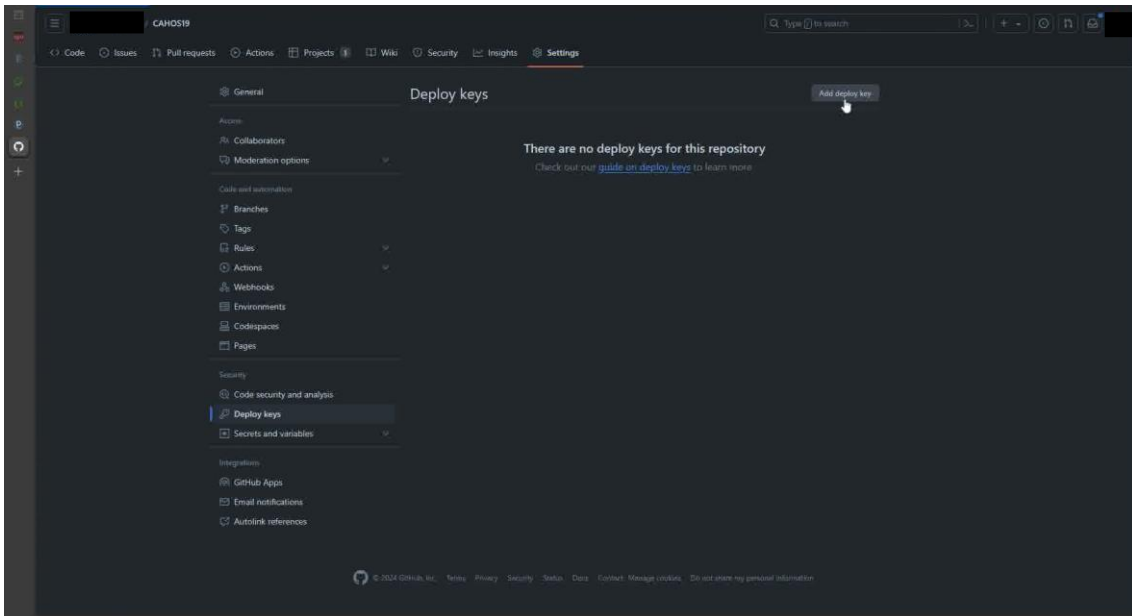 CAHOS19
Type / to search
Code Issues Pull requests Actions Projects 1 Wiki Security Insights Settings
General
Deploy keys
Add deploy key
Access
Collaborators
Moderation options
There are no deploy keys for this repository
Check out our guide on deploy keys to learn more
Code and automation
Branches
Tags
Rules
Actions
Webhooks
Environments
Codespaces
Pages
Security
Code security and analysis
Deploy keys
Secrets and variables
Integrations
GitHub Apps
Email notifications
Autolink references
© 2024 GitHub, Inc. Terms Privacy Security Status Docs Contact Manage cookies Do not share my personal information